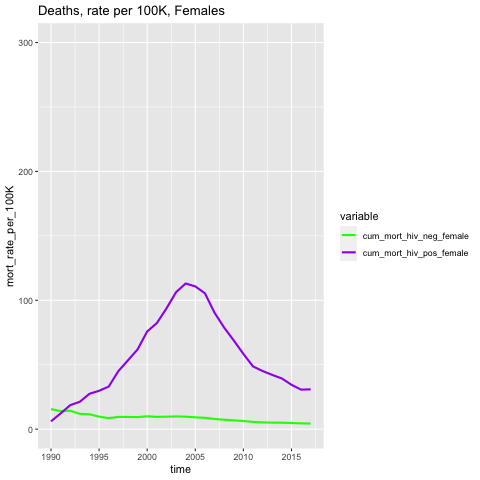 Deaths, rate per 100K, Females
300
200
100
0
mort_rate_per_100K
1990 1995 2000 2005 2010 2015
time
variable
cum_mort_hiv_neg_female
cum_mort_hiv_pos_female